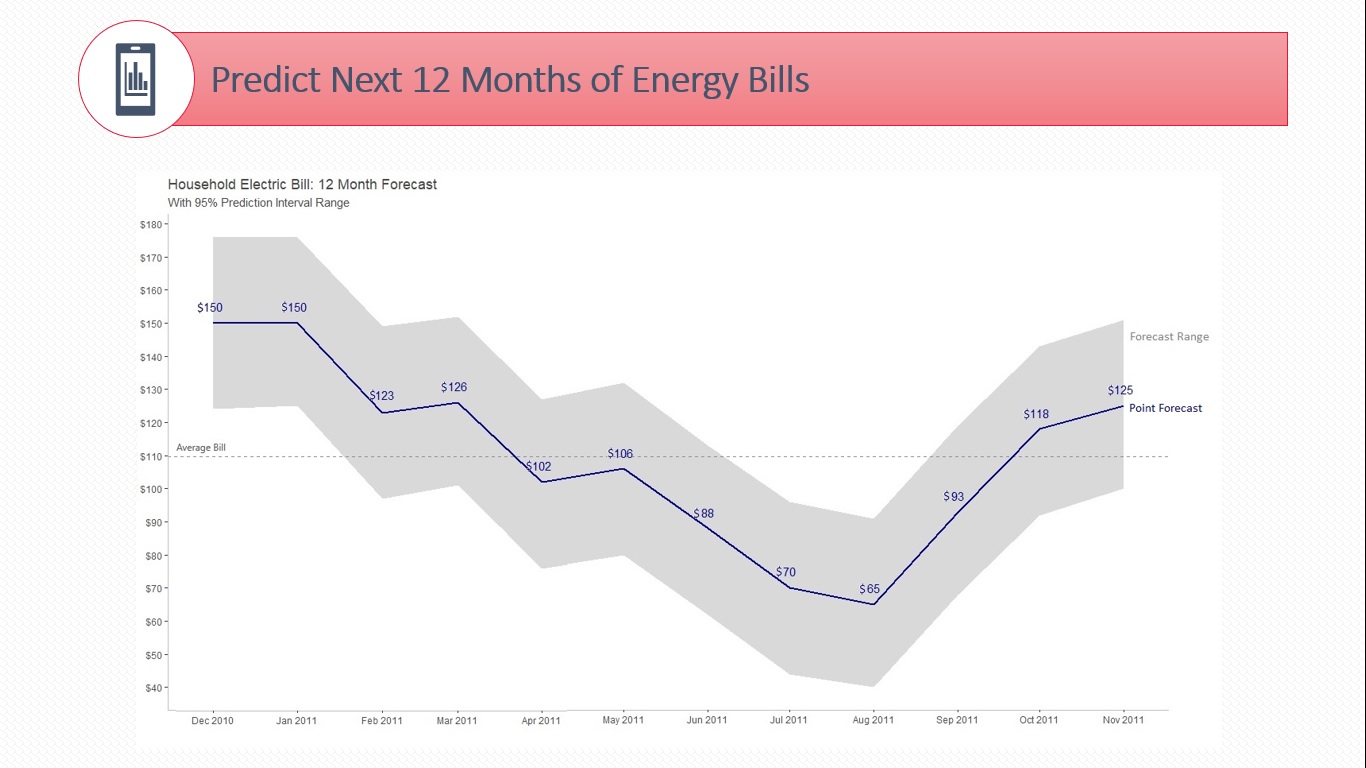 Predict Next 12 Months of Energy Bills
Household Electric Bill: 12 Month Forecast
With 95% Prediction Interval Range
$180
$170
$160
$150
$140
$130
$120
$110
$100
$90
$80
$70
$60
$50
$40
$150
$150
$123
$126
$102
$106
$88
$70
$65
$93
$118
$125
Forecast Range
Point Forecast
Average Bill
Dec 2010
Jan 2011
Feb 2011
Mar 2011
Apr 2011
May 2011
Jun 2011
Jul 2011
Aug 2011
Sep 2011
Oct 2011
Nov 2011